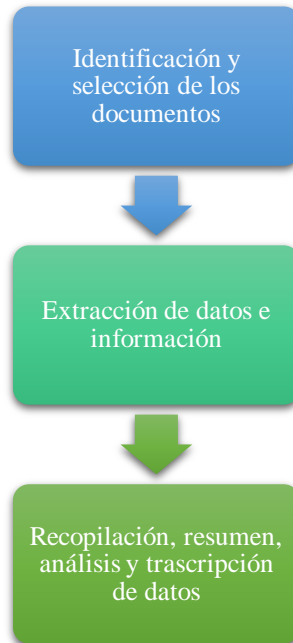 Identificación y
selección de los
documentos
Extracción de datos e
información
Recopilación, resumen,
análisis y trascripción
de datos